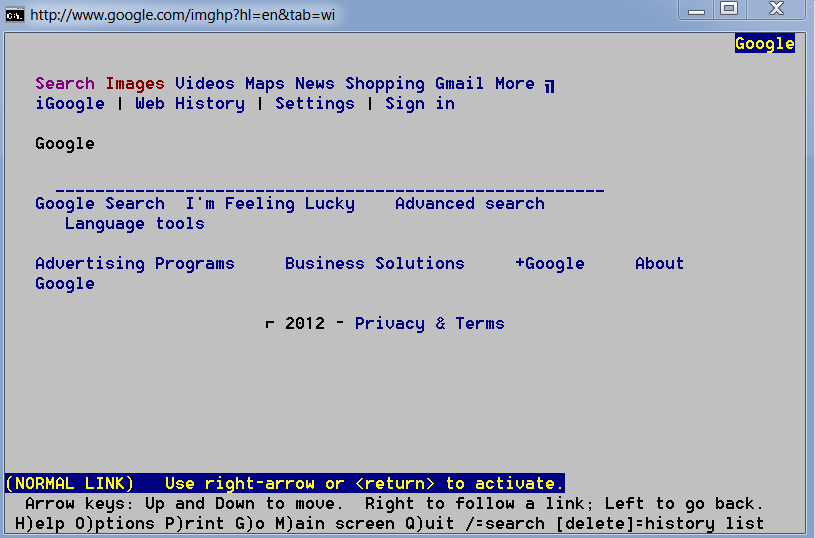 http://www.google.com/imghp?hl=en&tab=wi
Google
Search Images Videos Maps News Shopping Gmail More ╗
iGoogle | Web History | Settings | Sign in
Google
_______________________________________________________
Google Search I'm Feeling Lucky Advanced search
Language tools
Advertising Programs Business Solutions +Google About
Google
⌐ 2012 - Privacy & Terms
(NORMAL LINK) Use right-arrow or <return> to activate.
Arrow keys: Up and Down to move. Right to follow a link; Left to go back.
H)elp O)ptions P)rint G)o M)ain screen Q)uit /=search [delete]=history list